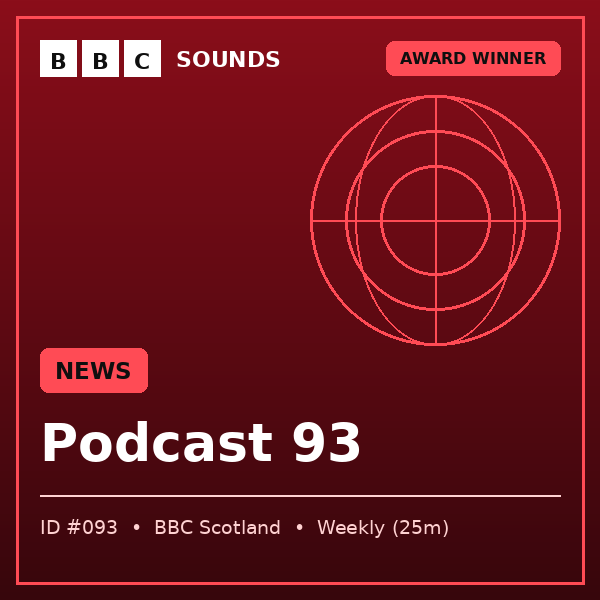 BBC SOUNDS
AWARD WINNER
NEWS
Podcast 93
ID #093 • BBC Scotland • Weekly (25m)